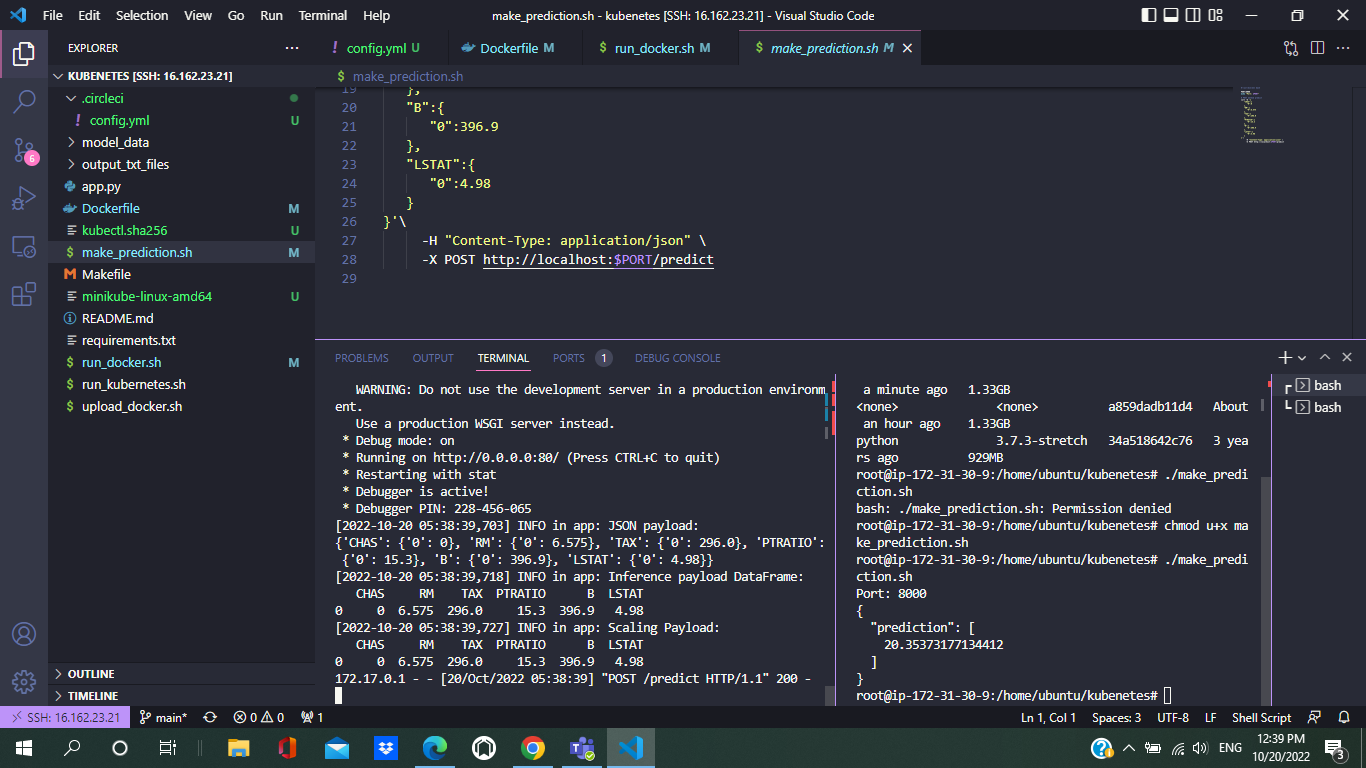 File Edit Selection View Go Run Terminal Help
make_prediction.sh - kubenetes [SSH: 16.162.23.21] - Visual Studio Code
EXPLORER
KUBENETES [SSH: 16.162.23.21]
.circleci
config.yml U
model_data
output_txt_files
app.py
Dockerfile M
kubectl.sha256 U
make_prediction.sh M
Makefile
minikube-linux-amd64 U
README.md
requirements.txt
run_docker.sh M
run_kubernetes.sh
upload_docker.sh
OUTLINE
TIMELINE
6
! config.yml U
Dockerfile M
$ run_docker.sh M
$ make_prediction.sh M
$ make_prediction.sh
19 },
20 "B":{
21 "0":396.9
22 },
23 "LSTAT":{
24 "0":4.98
25 }
26 }'\
27 -H "Content-Type: application/json" \
28 -X POST http://localhost:$PORT/predict
29
PROBLEMS OUTPUT TERMINAL PORTS 1 DEBUG CONSOLE
WARNING: Do not use the development server in a production environm
ent.
Use a production WSGI server instead.
* Debug mode: on
* Running on http://0.0.0.0:80/ (Press CTRL+C to quit)
* Restarting with stat
* Debugger is active!
* Debugger PIN: 228-456-065
[2022-10-20 05:38:39,703] INFO in app: JSON payload:
{'CHAS': {'0': 0}, 'RM': {'0': 6.575}, 'TAX': {'0': 296.0}, 'PTRATIO':
{'0': 15.3}, 'B': {'0': 396.9}, 'LSTAT': {'0': 4.98}}
[2022-10-20 05:38:39,718] INFO in app: Inference payload DataFrame:
CHAS RM TAX PTRATIO B LSTAT
0 0 6.575 296.0 15.3 396.9 4.98
[2022-10-20 05:38:39,727] INFO in app: Scaling Payload:
CHAS RM TAX PTRATIO B LSTAT
0 0 6.575 296.0 15.3 396.9 4.98
172.17.0.1 - - [20/Oct/2022 05:38:39] "POST /predict HTTP/1.1" 200 -
a minute ago 1.33GB
<none> <none> a859dadb11d4 About
an hour ago 1.33GB
python 3.7.3-stretch 34a518642c76 3 yea
rs ago 929MB
root@ip-172-31-30-9:/home/ubuntu/kubenetes# ./make_predi
ction.sh
bash: ./make_prediction.sh: Permission denied
root@ip-172-31-30-9:/home/ubuntu/kubenetes# chmod u+x ma
ke_prediction.sh
root@ip-172-31-30-9:/home/ubuntu/kubenetes# ./make_predi
ction.sh
Port: 8000
{
"prediction": [
20.35373177134412
]
}
root@ip-172-31-30-9:/home/ubuntu/kubenetes#
bash
bash
SSH: 16.162.23.21 main* 0 0 1
Ln 1, Col 1 Spaces: 3 UTF-8 LF Shell Script
ENG
12:39 PM
10/20/2022
3